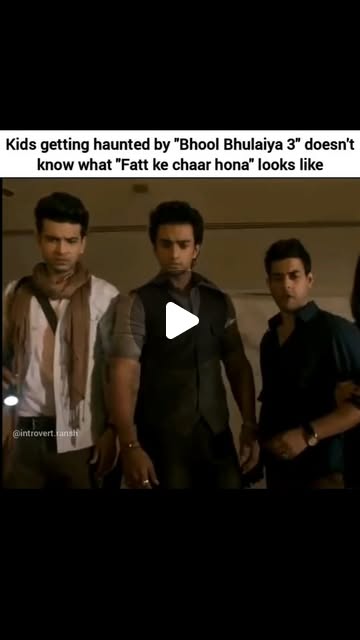 Kids getting haunted by "Bhool Bhulaiya 3" doesn't
know what "Fatt ke chaar hona" looks like
@introvert.ransh